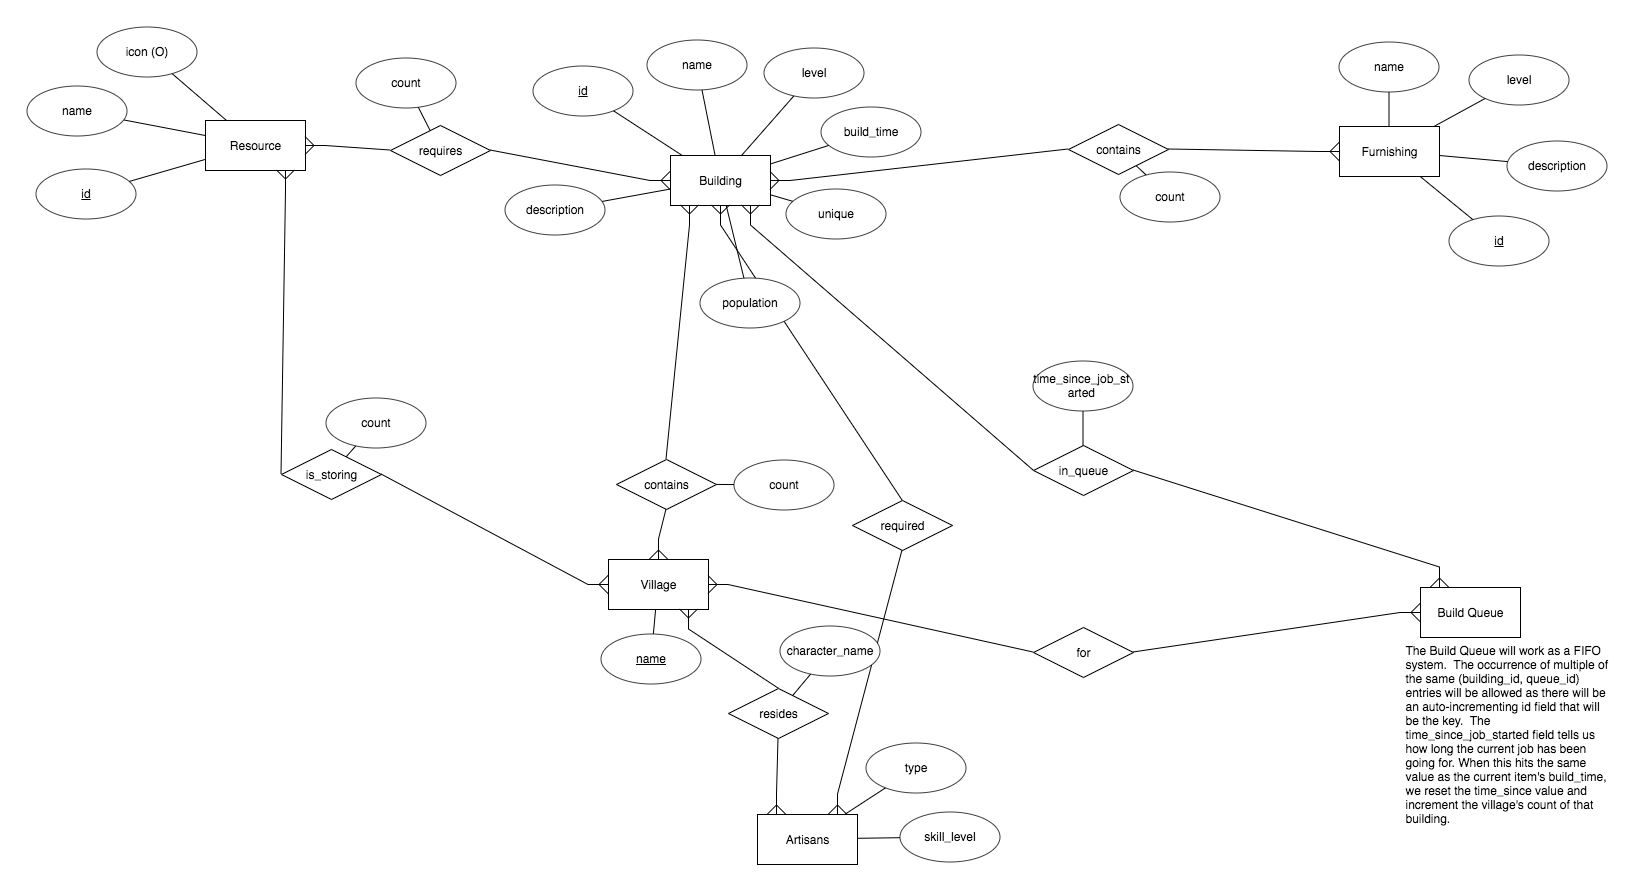 icon (O)
name
level
name
name
level
count
id
name
build_time
Resource
requires
contains
Furnishing
description
Building
id
description
unique
count
id
population
time_since_job_st
arted
count
is_storing
contains
count
in_queue
required
Village
Build Queue
name
character_name
for
resides
The Build Queue will work as a FIFO
system.  The occurrence of multiple of
the same (building_id, queue_id)
entries will be allowed as there will be
an auto-incrementing id field that will
be the key.  The
time_since_job_started field tells us
how long the current job has been
going for. When this hits the same
value as the current item's build_time,
we reset the time_since value and
increment the village's count of that
building.
type
skill_level
Artisans